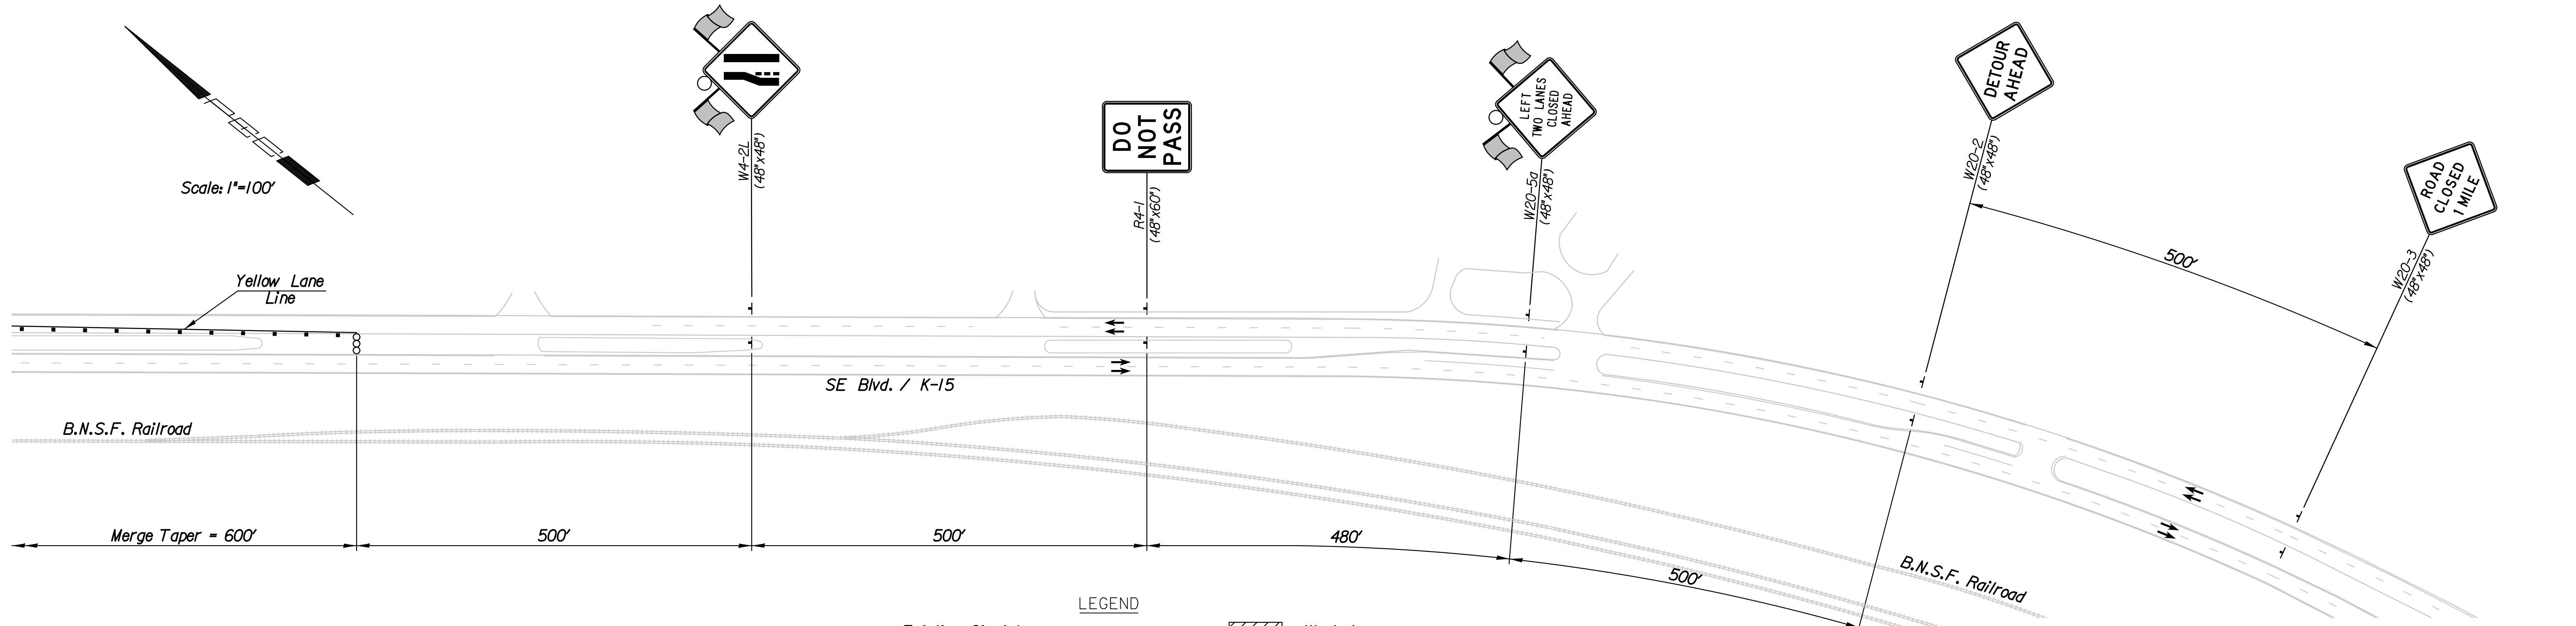 Scale: 1"=100'
W4-2L
(48"x48")
DO
NOT
PASS
R4-1
(48"x60")
LEFT
TWO LANES
CLOSED
AHEAD
W20-5a
(48"x48")
DETOUR
AHEAD
W20-2
(48"x48")
ROAD
CLOSED
1 MILE
W20-3
(48"x48")
500'
Yellow Lane
Line
SE Blvd. / K-15
B.N.S.F. Railroad
Merge Taper = 600'
500'
500'
480'
500'
B.N.S.F. Railroad
LEGEND